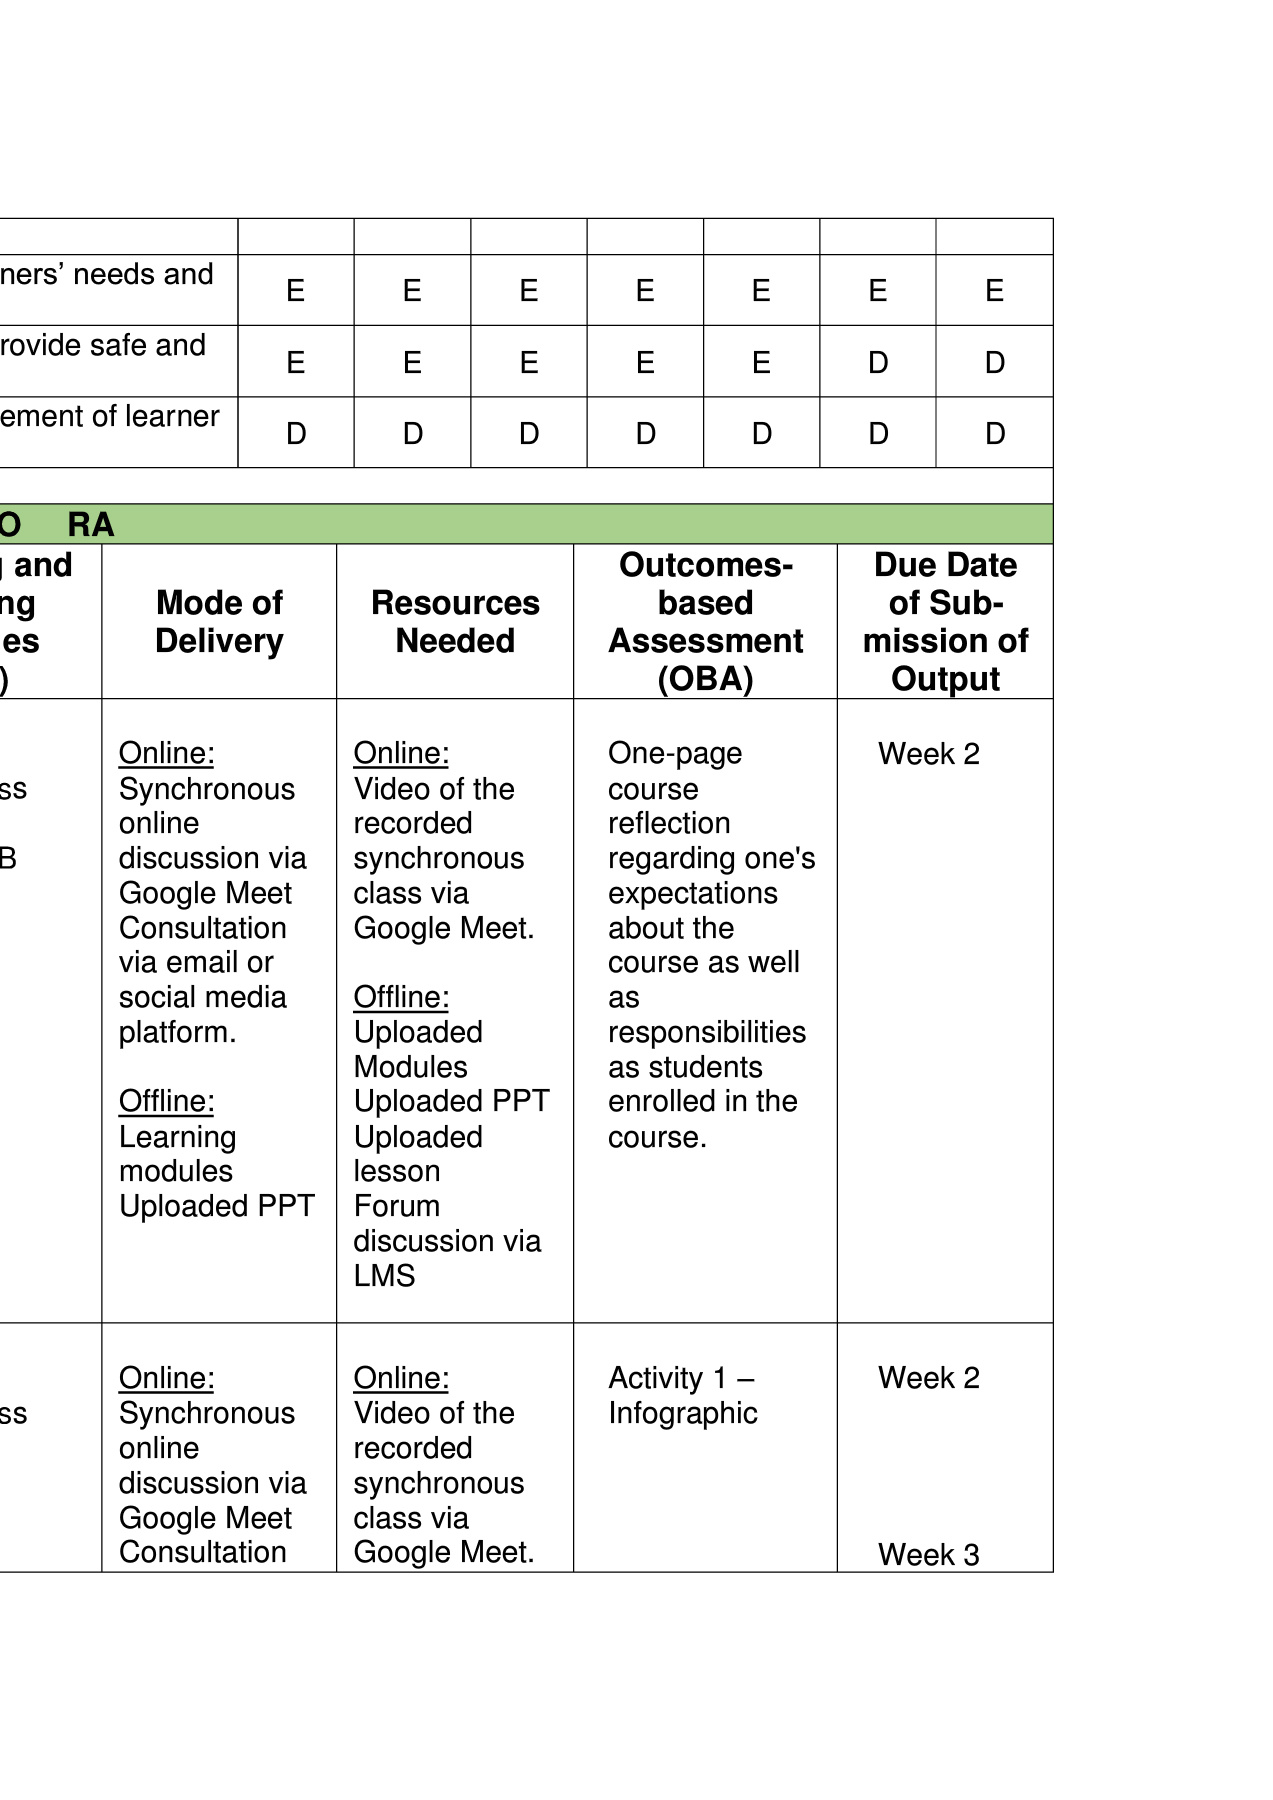 ners’ needs and
E E E E E E E
rovide safe and
E E E E E D D
ement of learner
D D D D D D D
O RA
g and
ng
es
)
Mode of
Delivery
Resources
Needed
Outcomes-
based
Assessment
(OBA)
Due Date
of Sub-
mission of
Output
ss
B
Online:
Synchronous
online
discussion via
Google Meet
Consultation
via email or
social media
platform.
Offline:
Learning
modules
Uploaded PPT
Online:
Video of the
recorded
synchronous
class via
Google Meet.
Offline:
Uploaded
Modules
Uploaded PPT
Uploaded
lesson
Forum
discussion via
LMS
One-page
course
reflection
regarding one's
expectations
about the
course as well
as
responsibilities
as students
enrolled in the
course.
Week 2
ss
Online:
Synchronous
online
discussion via
Google Meet
Consultation
Online:
Video of the
recorded
synchronous
class via
Google Meet.
Activity 1 –
Infographic
Week 2
Week 3